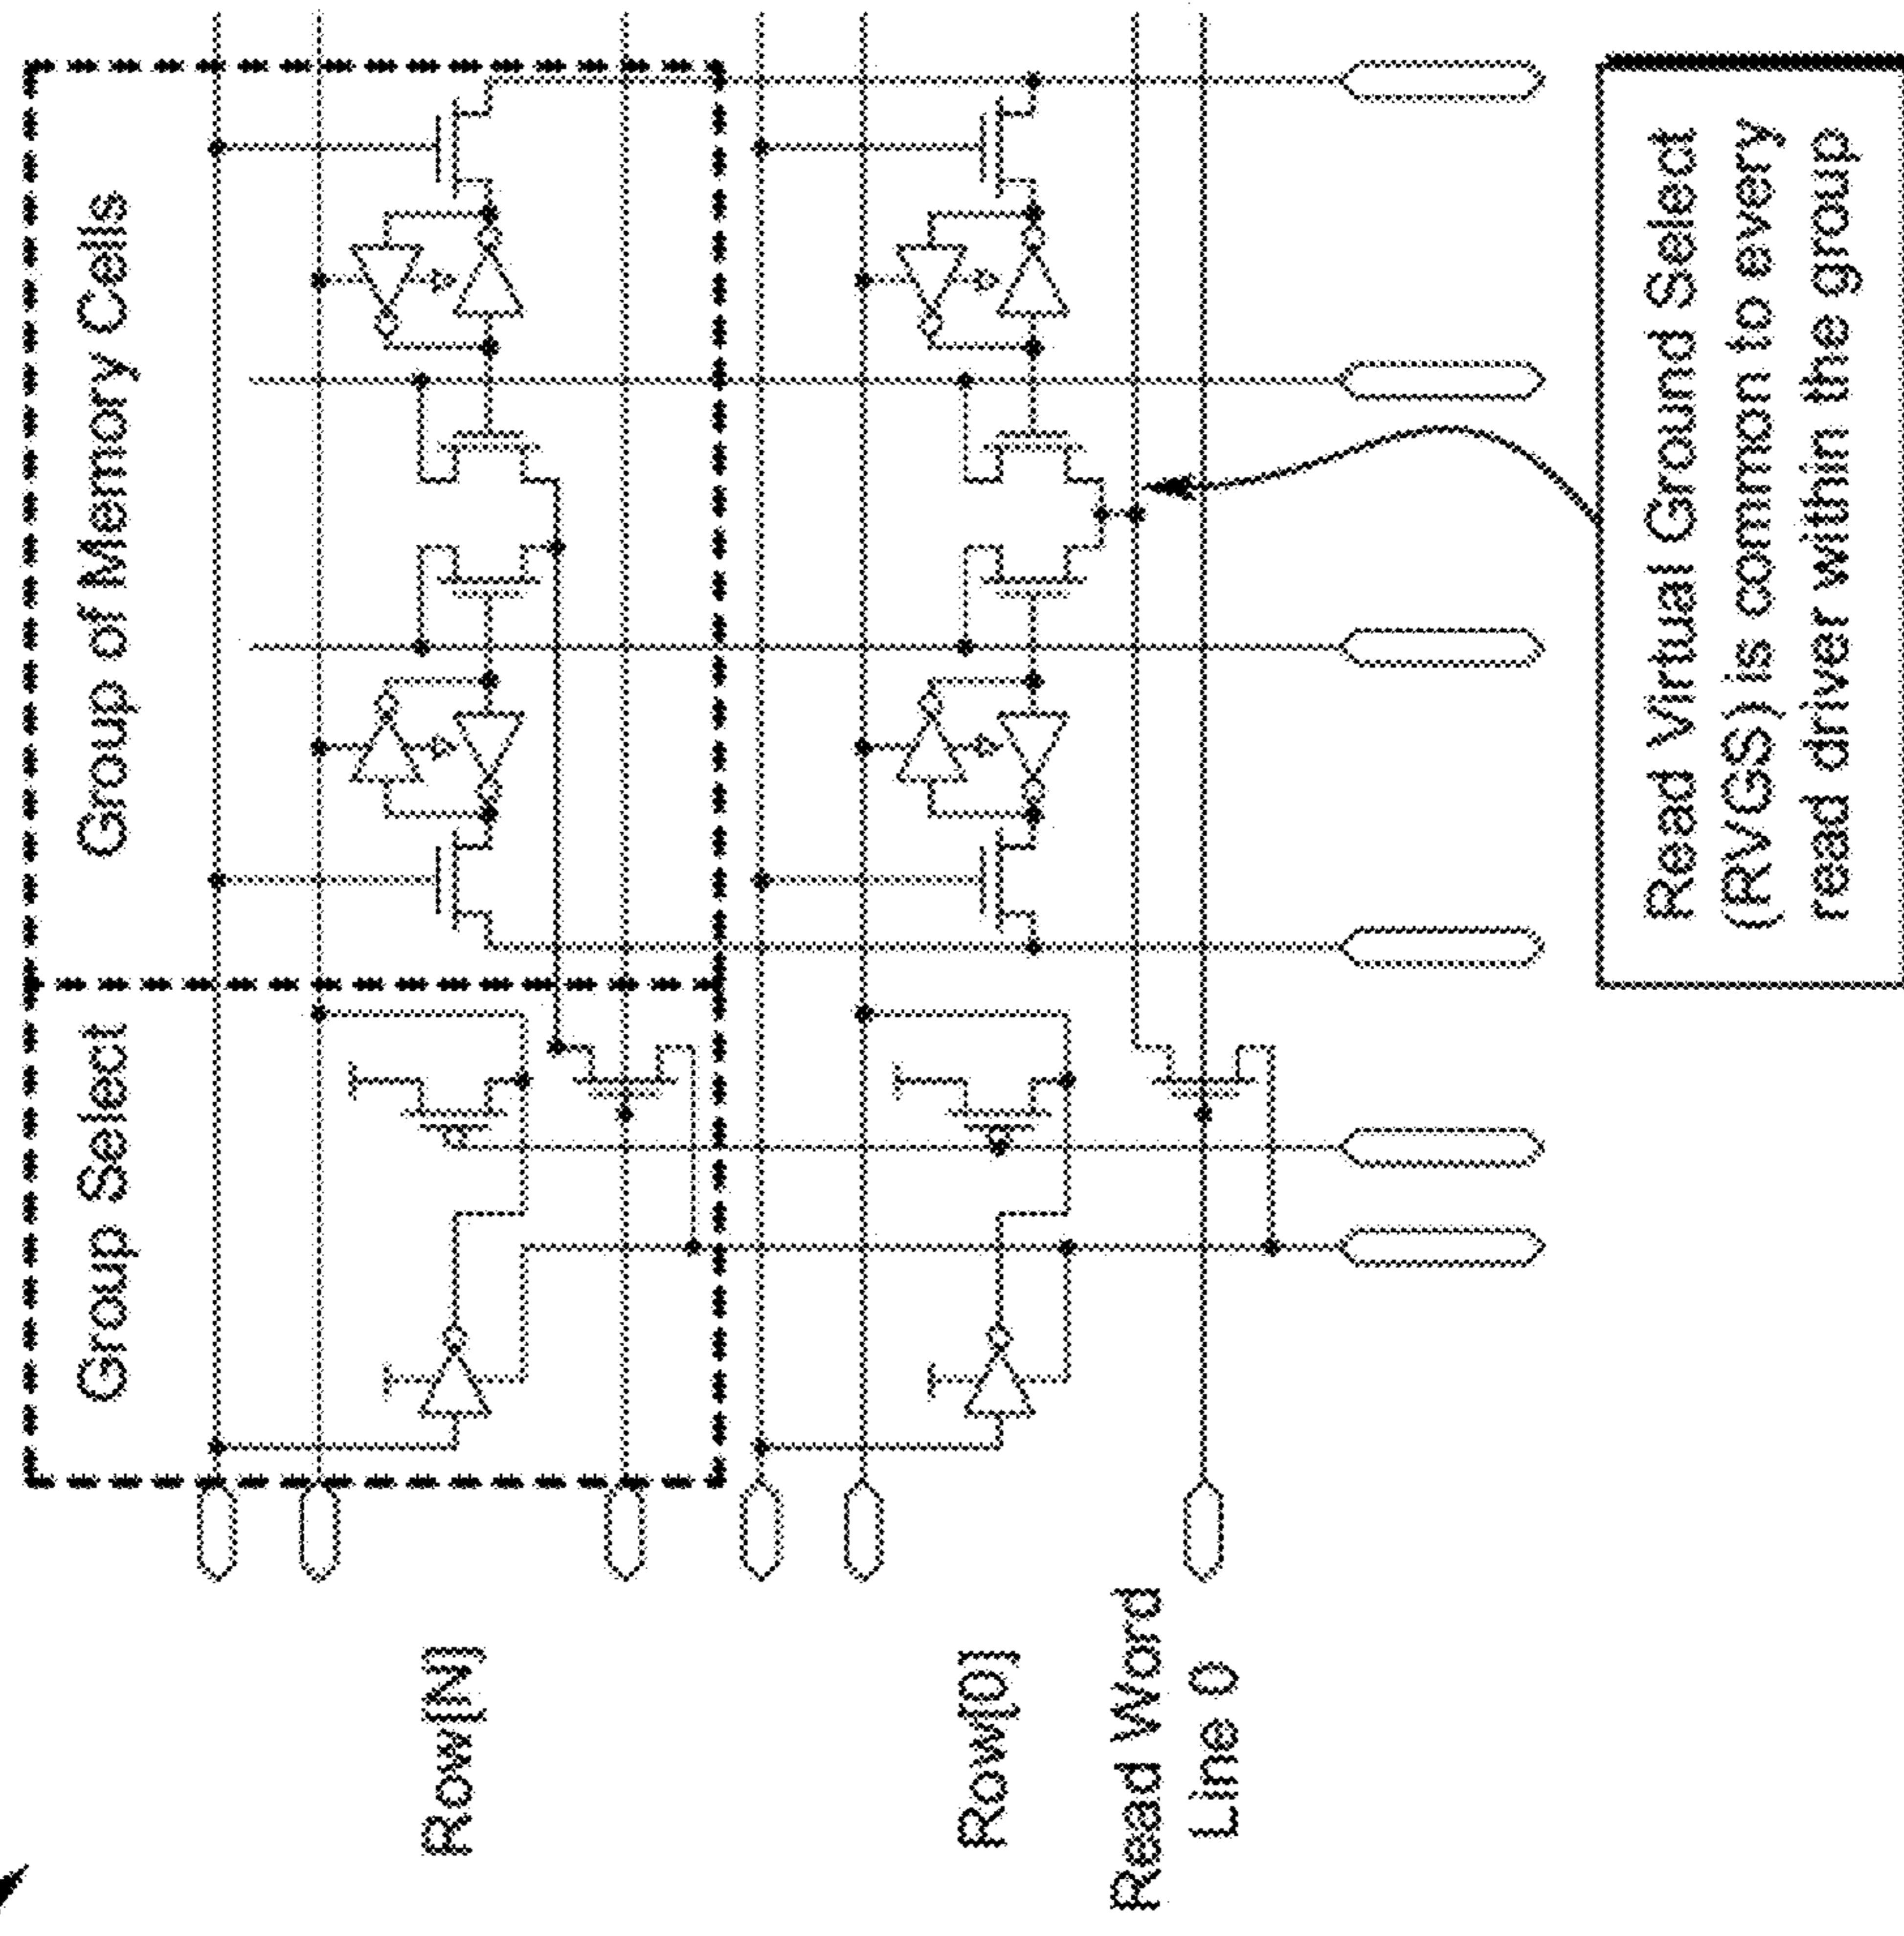 Group Select
Group of Memory Cells
Row[N]
Row[0]
Read Word
Line 0
Read Virtual Ground Select
(RVGS) is common to every
read driver within the group